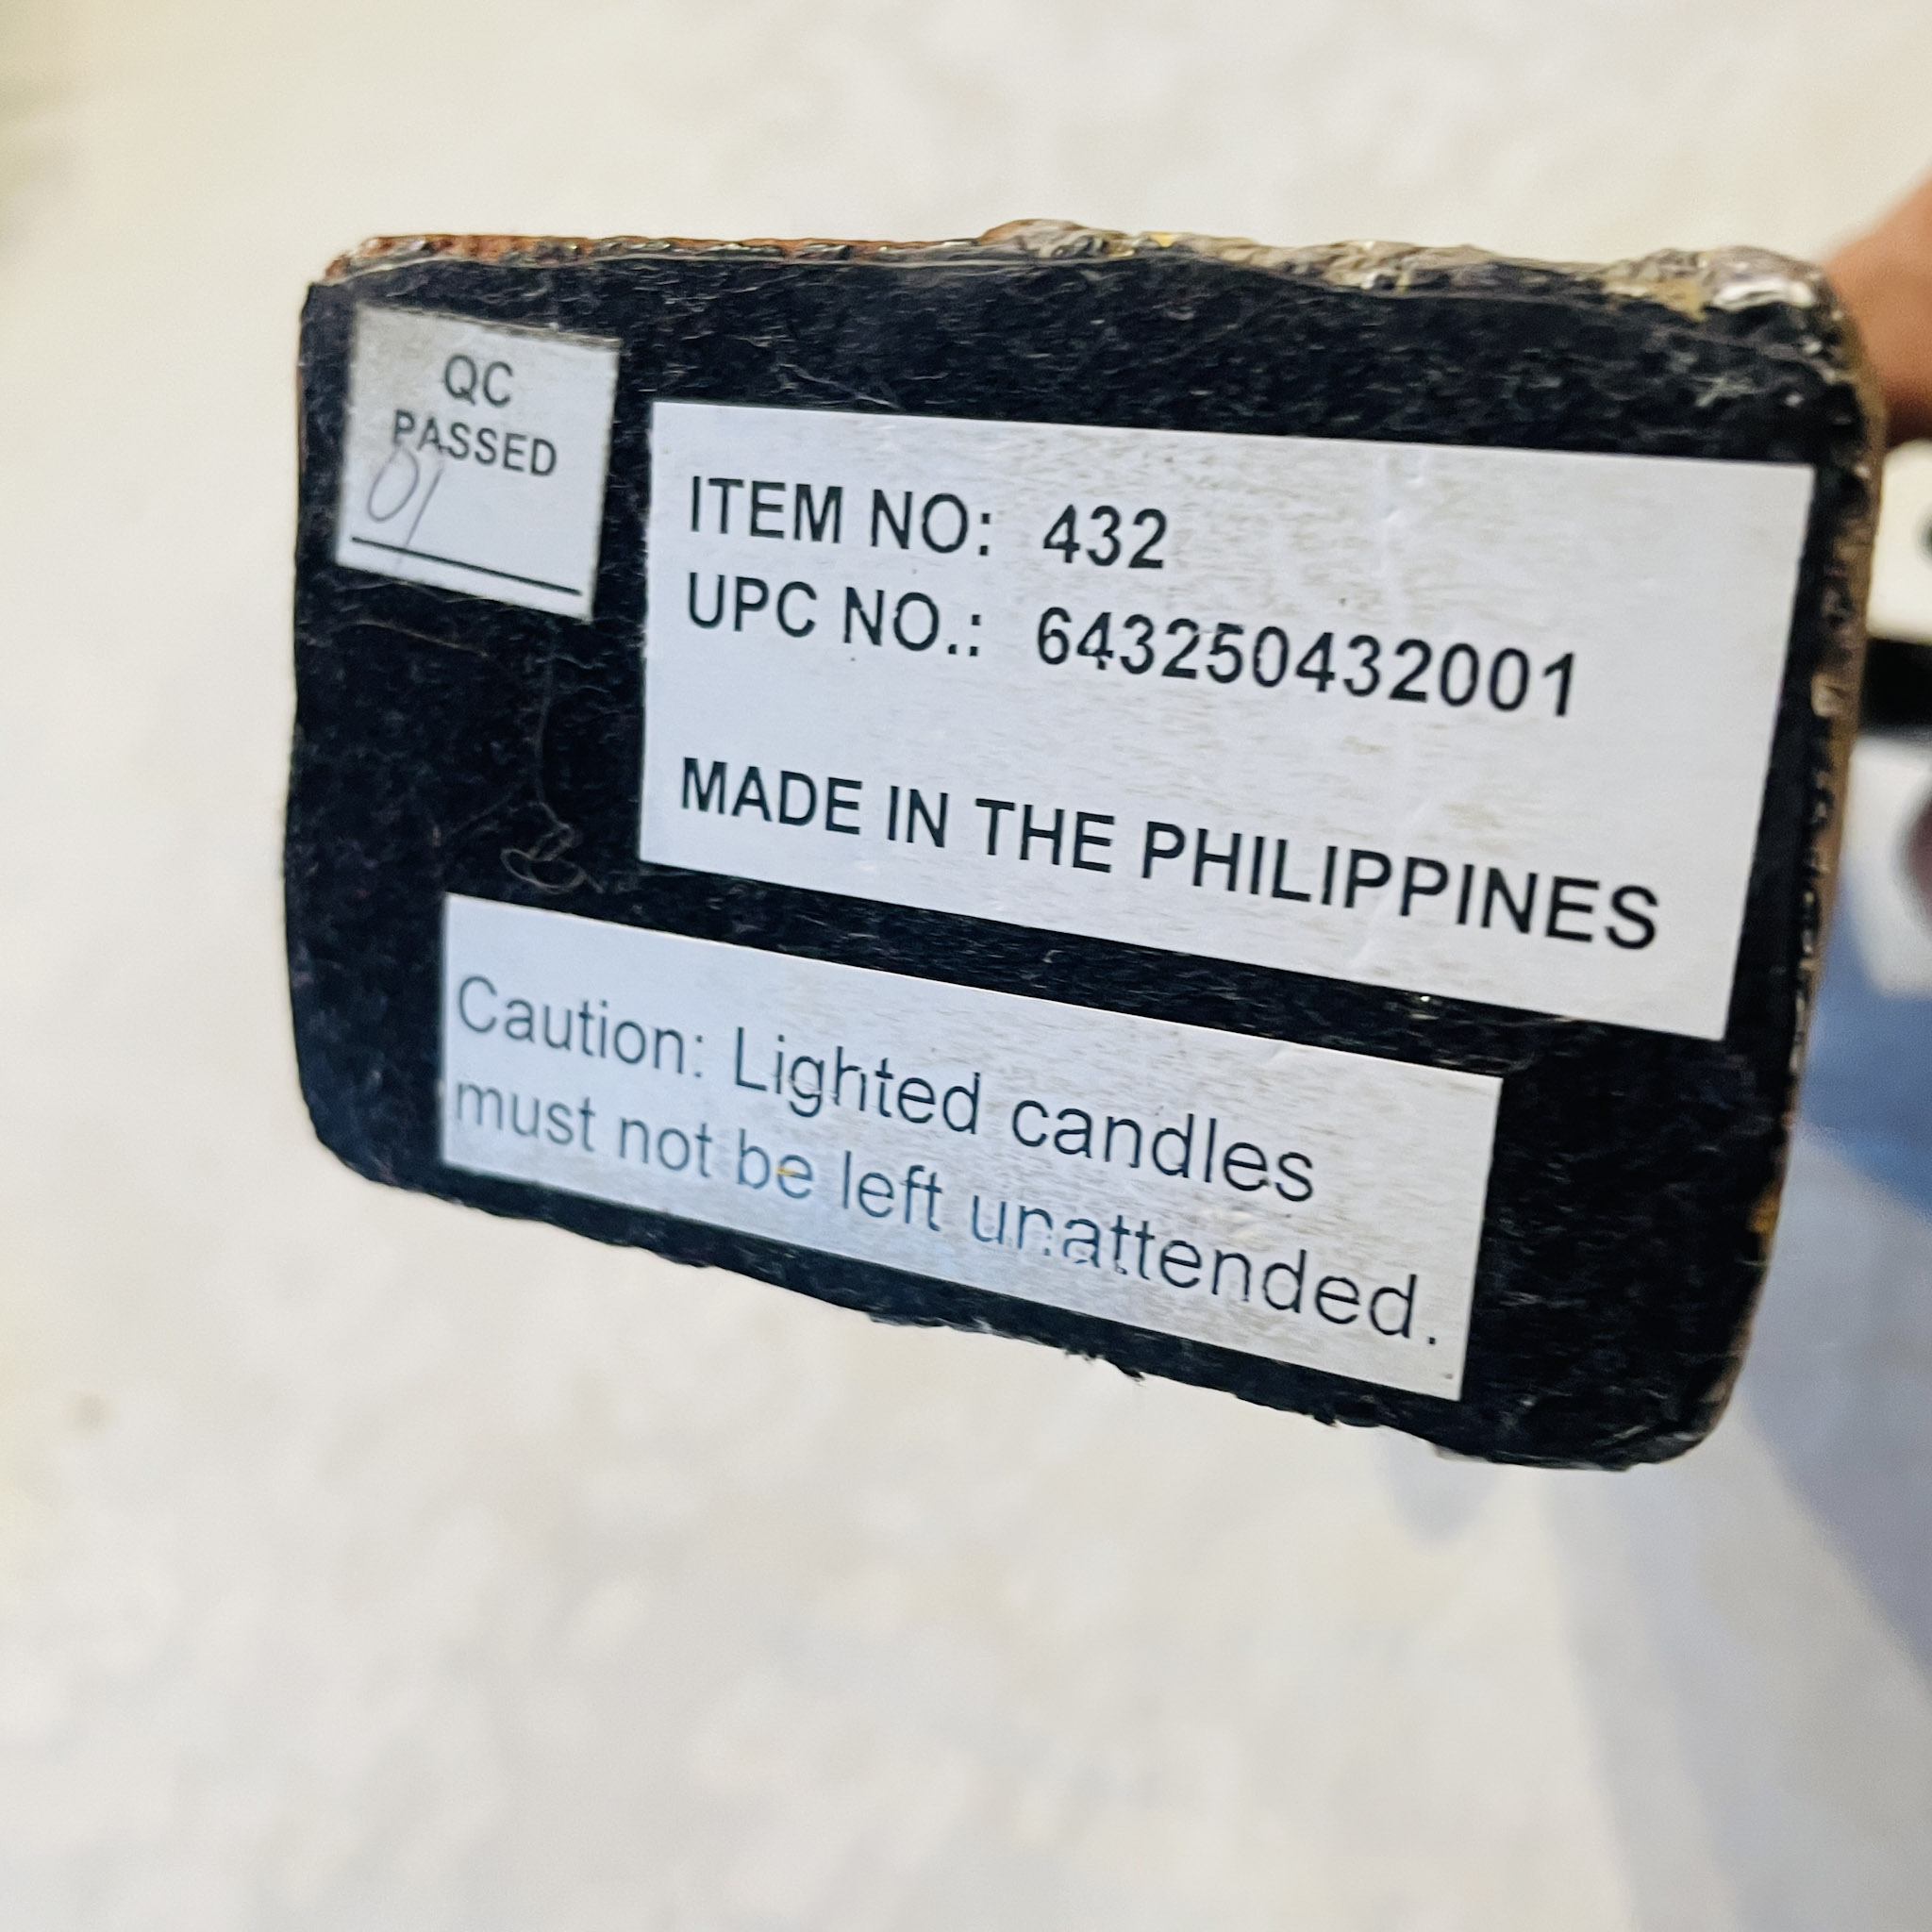 QC
PASSED
01
ITEM NO: 432
UPC NO.: 643250432001
MADE IN THE PHILIPPINES
Caution: Lighted candles
must not be left unattended.